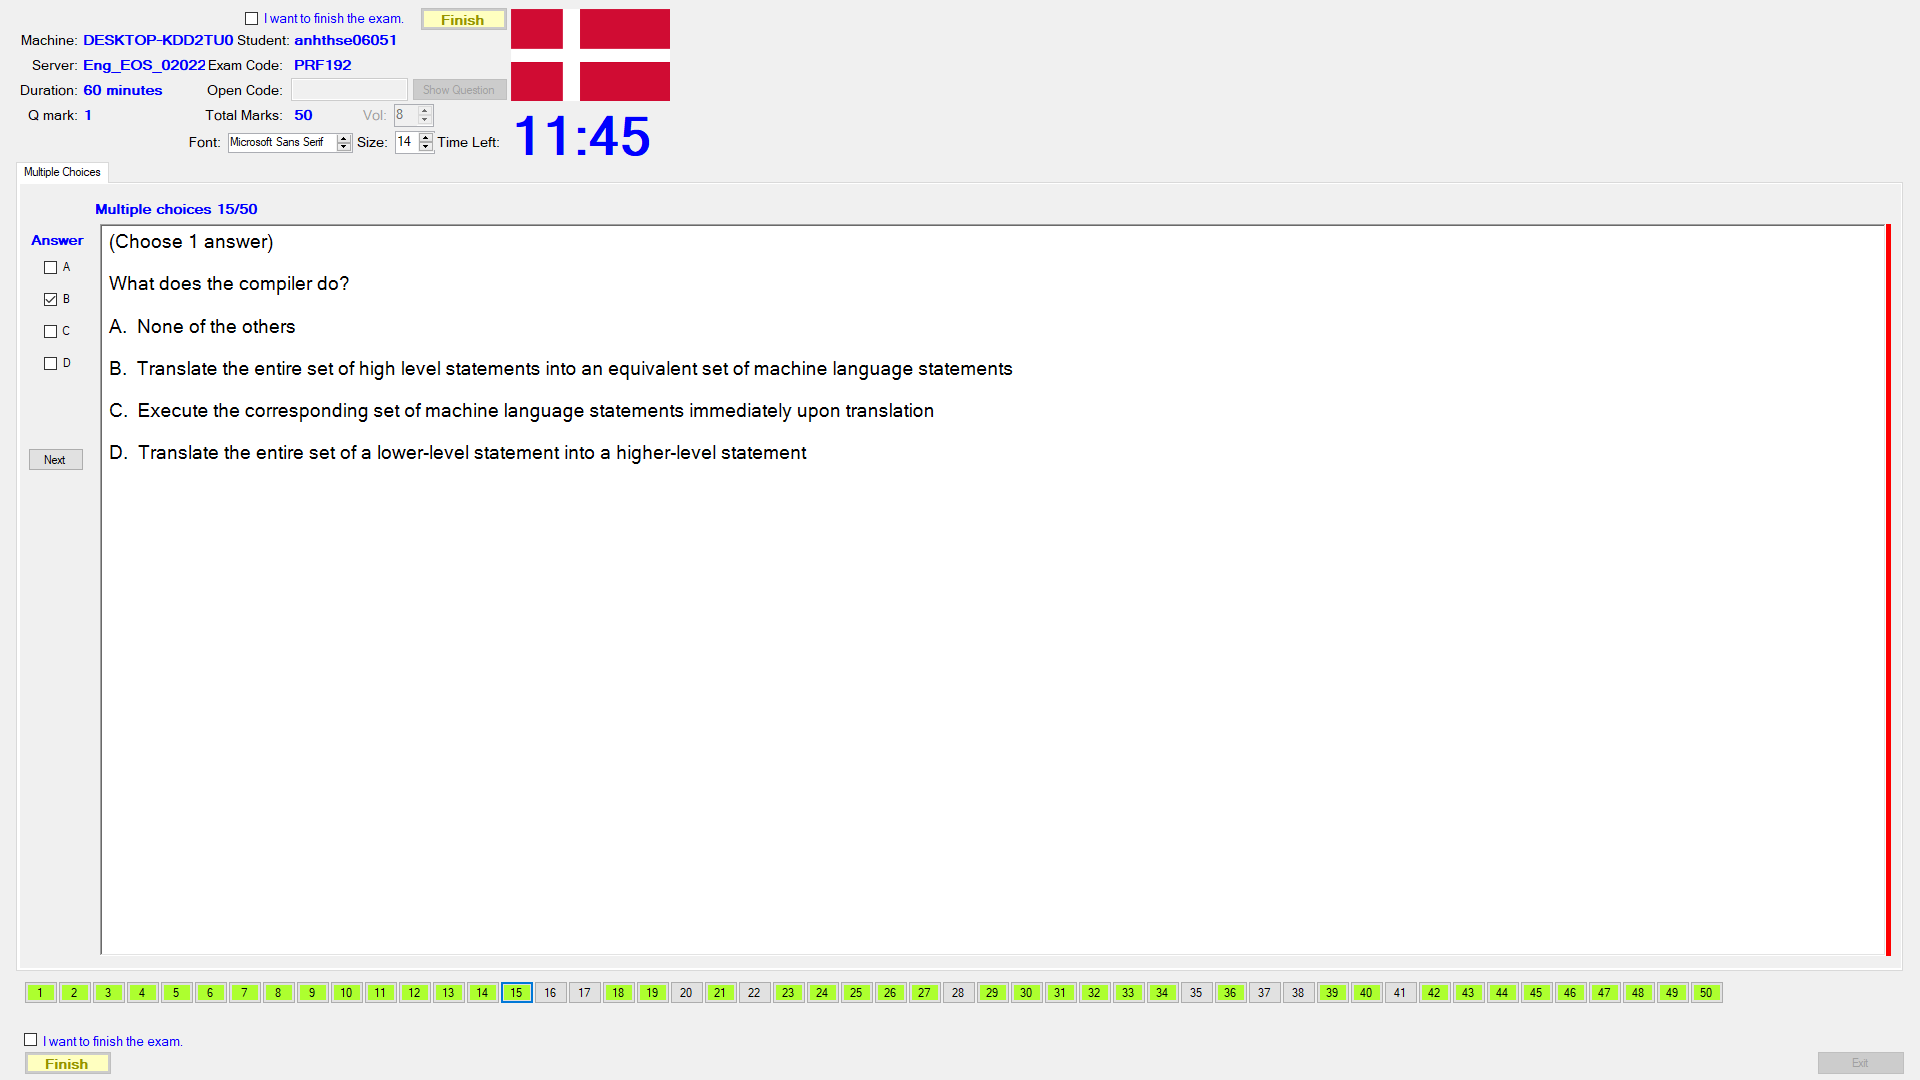 I want to finish the exam. Finish
Machine: DESKTOP-KDD2TU0 Student: anhthse06051
Server: Eng_EOS_02022 Exam Code: PRF192
Duration: 60 minutes Open Code: Show Question
Q mark: 1 Total Marks: 50 Vol: 8
Font: Microsoft Sans Serif Size: 14 Time Left: 11:45
Multiple Choices
Multiple choices 15/50
Answer
A
B
C
D
Next
(Choose 1 answer)
What does the compiler do?
A. None of the others
B. Translate the entire set of high level statements into an equivalent set of machine language statements
C. Execute the corresponding set of machine language statements immediately upon translation
D. Translate the entire set of a lower-level statement into a higher-level statement
1 2 3 4 5 6 7 8 9 10 11 12 13 14 15 16 17 18 19 20 21 22 23 24 25 26 27 28 29 30 31 32 33 34 35 36 37 38 39 40 41 42 43 44 45 46 47 48 49 50
I want to finish the exam.
Finish
Exit